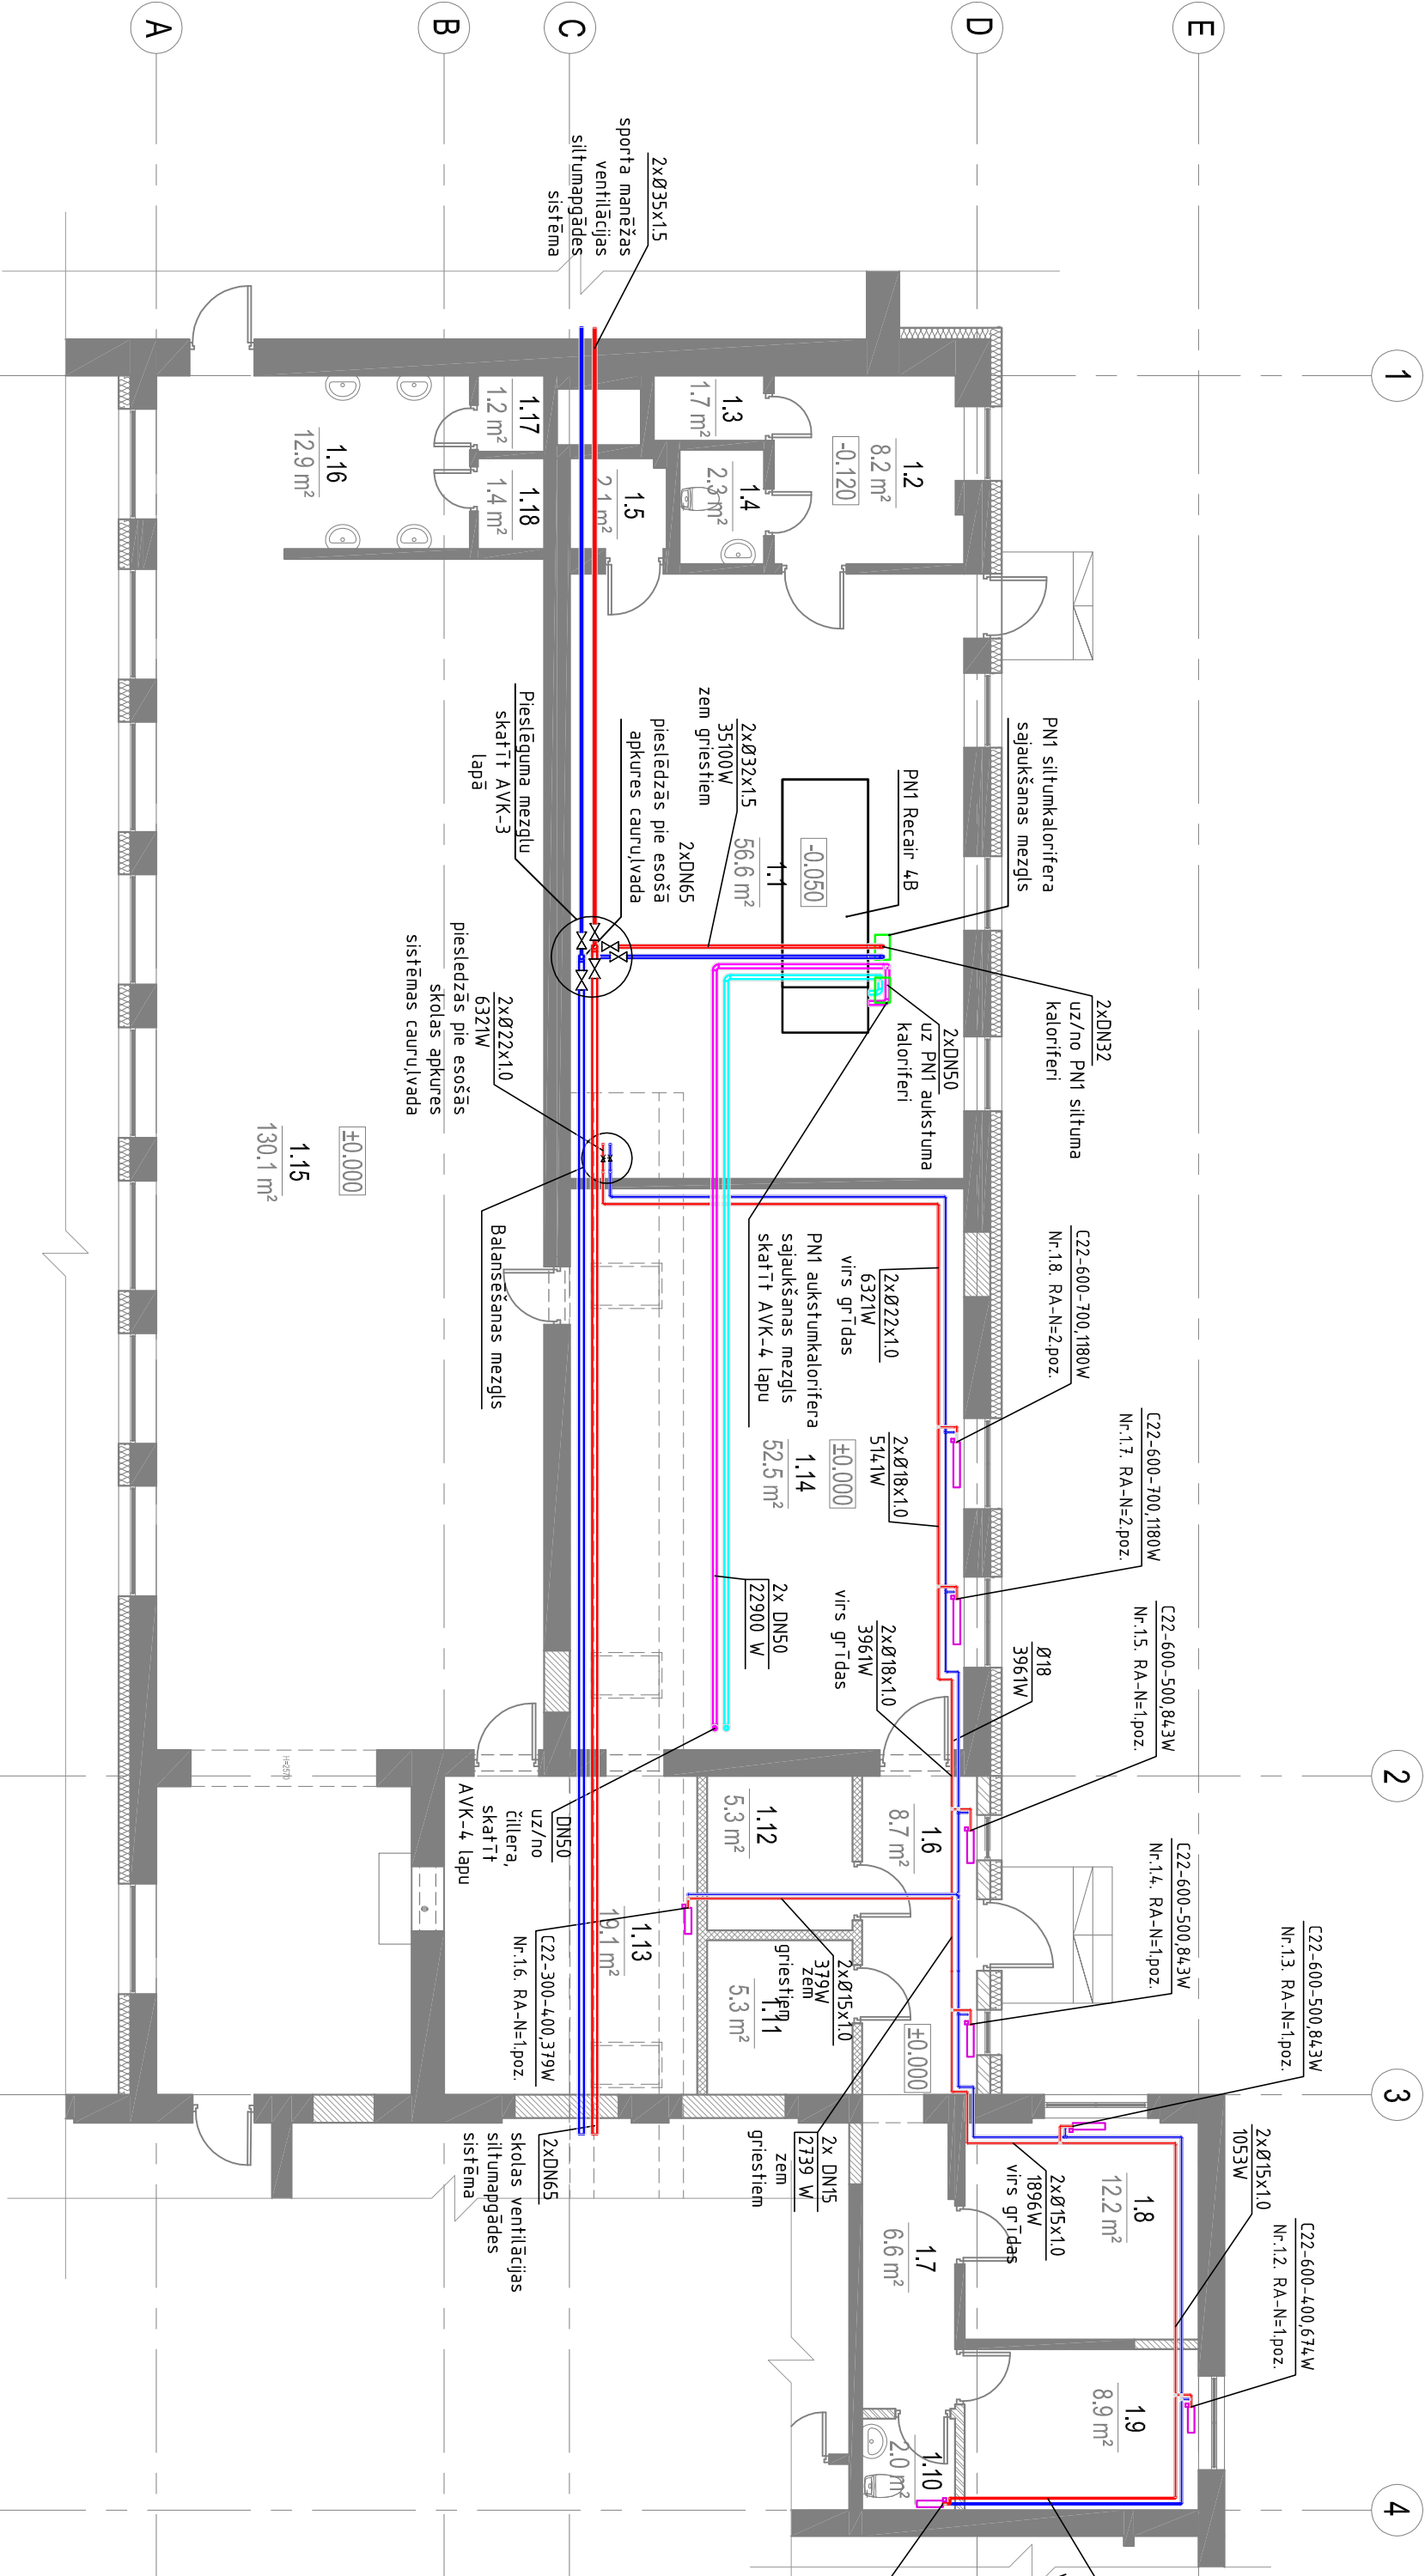 A
B
C
D
E
1
2
3
4
2xØ35x1.5
sporta manēžas
ventilācijas
siltumapgādes
sistēma
1.2
8.2 m²
-0.120
1.3
1.7 m²
1.4
2.3 m²
1.5
2.1 m²
1.17
1.2 m²
1.18
1.4 m²
1.16
12.9 m²
PN1 siltumkalorifera
sajaukšanas mezgls
PN1 Recair 4B
-0.050
1.1
56.6 m²
2xØ32x1.5
35100W
zem griestiem
2xDN65
pieslēdzās pie esošā
apkures cauruļvada
Pieslēguma mezglu
skatīt AVK-3
lapā
2xDN32
uz/no PN1 siltuma
kaloriferi
2xDN50
uz PN1 aukstuma
kaloriferi
2xØ22x1.0
6321W
piesledzās pie esošās
skolas apkures
sistēmas cauruļvada
±0.000
1.15
130.1 m²
Balansēšanas mezgls
PN1 aukstumkalorifera
sajaukšanas mezgls
skatīt AVK-4 lapu
2xØ22x1.0
6321W
virs grīdas
C22-600-700,1180W
Nr.1.8. RA-N=2.poz.
C22-600-700,1180W
Nr.1.7. RA-N=2.poz.
2xØ18x1.0
5141W
±0.000
1.14
52.5 m²
2x DN50
22900 W
C22-600-500,843W
Nr.1.5. RA-N=1.poz.
Ø18
3961W
2xØ18x1.0
3961W
virs grīdas
H=2570
DN50
uz/no
čillera,
skatīt
AVK-4 lapu
1.6
8.7 m²
1.12
5.3 m²
1.13
19.1 m²
1.11
5.3 m²
2xØ15x1.0
379W
zem
griestiem
C22-300-400,379W
Nr.1.6. RA-N=1.poz.
C22-600-500,843W
Nr.1.4. RA-N=1.poz.
C22-600-500,843W
Nr.1.3. RA-N=1.poz.
±0.000
2x DN15
2739 W
zem
griestiem
2xDN65
skolas ventilācijas
siltumapgādes
sistēma
2xØ15x1.0
1053W
1.8
12.2 m²
2xØ15x1.0
1896W
virs grīdas
1.7
6.6 m²
C22-600-400,674W
Nr.1.2. RA-N=1.poz.
1.9
8.9 m²
1.10
2.0 m²